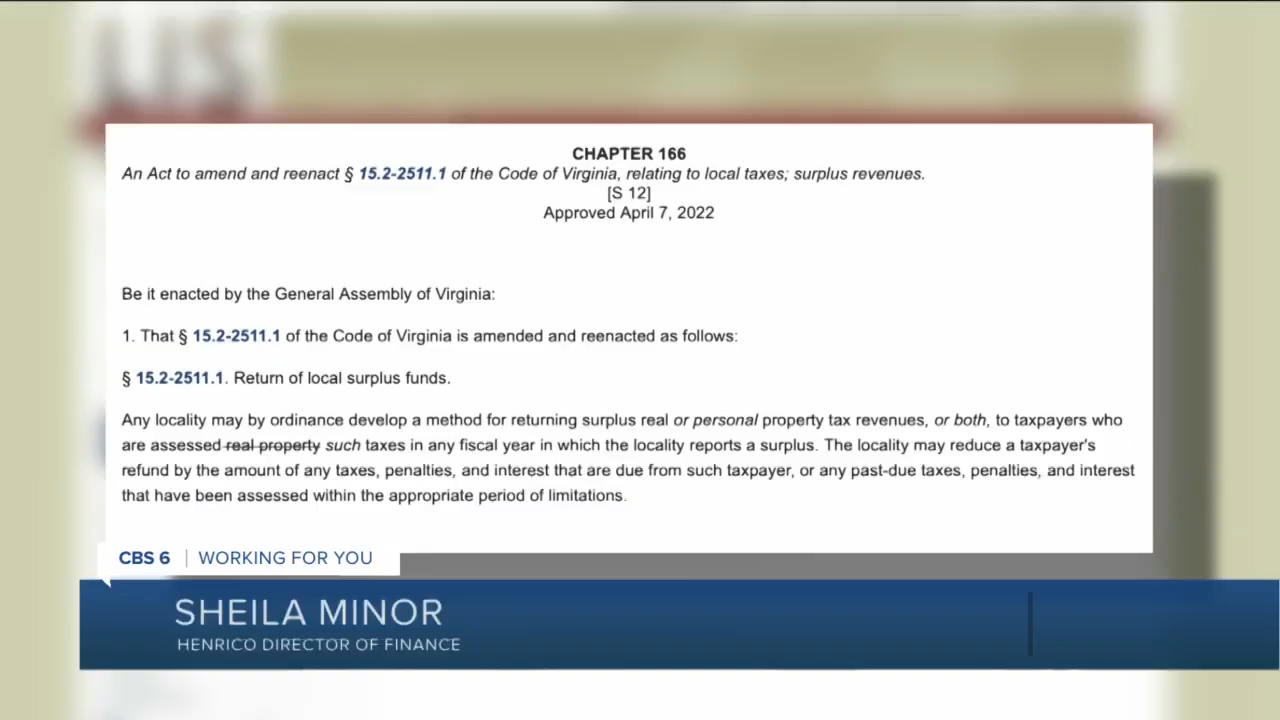 LIS
CHAPTER 166
An Act to amend and reenact § 15.2-2511.1 of the Code of Virginia, relating to local taxes; surplus revenues.
[S 12]
Approved April 7, 2022
Be it enacted by the General Assembly of Virginia:
1. That § 15.2-2511.1 of the Code of Virginia is amended and reenacted as follows:
§ 15.2-2511.1. Return of local surplus funds.
Any locality may by ordinance develop a method for returning surplus real or personal property tax revenues, or both, to taxpayers who
are assessed real property such taxes in any fiscal year in which the locality reports a surplus. The locality may reduce a taxpayer's
refund by the amount of any taxes, penalties, and interest that are due from such taxpayer, or any past-due taxes, penalties, and interest
that have been assessed within the appropriate period of limitations.
CBS 6 | WORKING FOR YOU
SHEILA MINOR
HENRICO DIRECTOR OF FINANCE